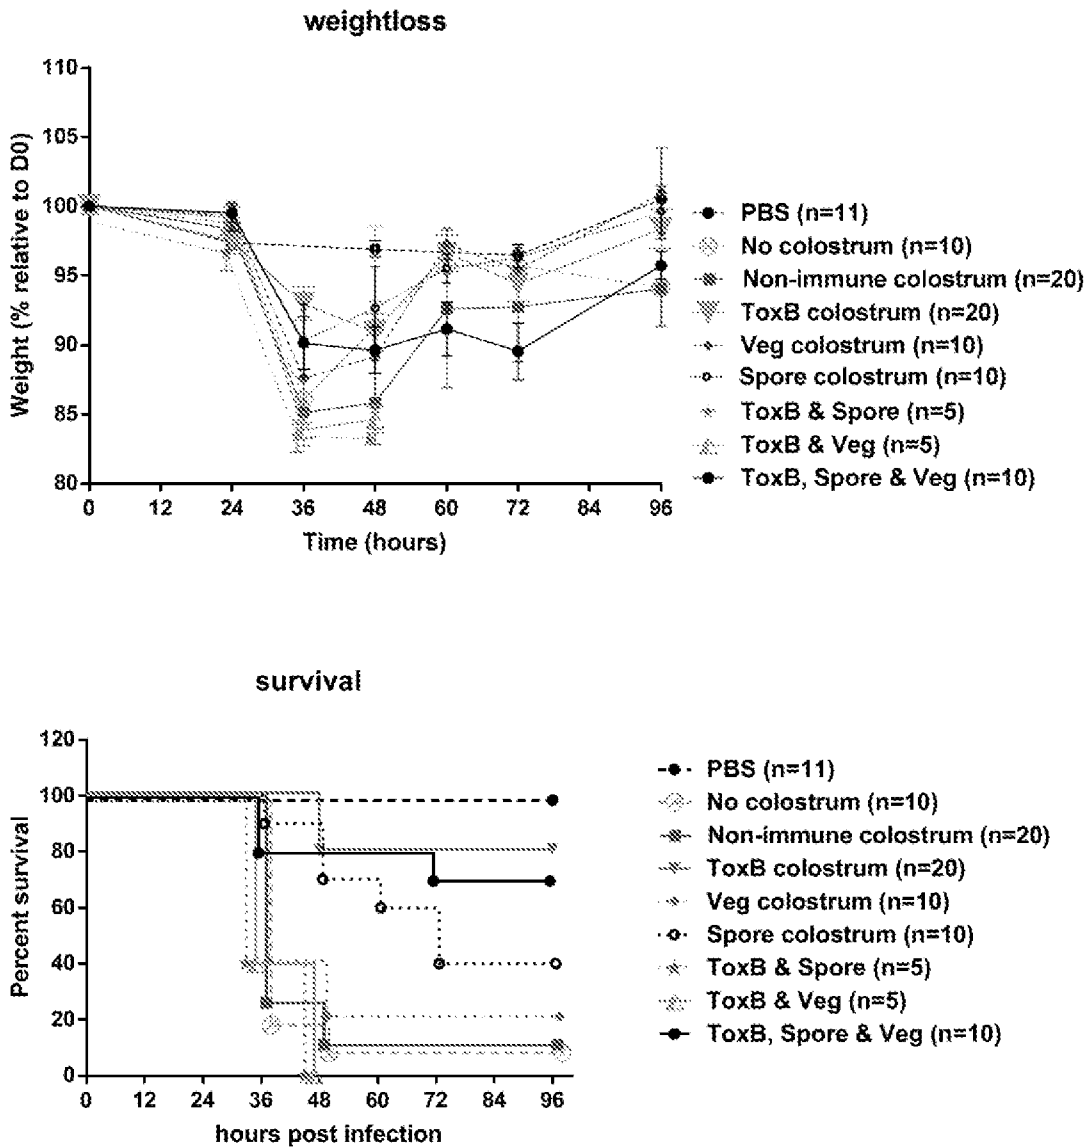 weightloss
110
105
100
95
90
85
80
Weight (% relative to D0)
0 12 24 36 48 60 72 84 96
Time (hours)
PBS (n=11)
No colostrum (n=10)
Non-immune colostrum (n=20)
ToxB colostrum (n=20)
Veg colostrum (n=10)
Spore colostrum (n=10)
ToxB & Spore (n=5)
ToxB & Veg (n=5)
ToxB, Spore & Veg (n=10)
survival
120
100
80
60
40
20
0
Percent survival
0 12 24 36 48 60 72 84 96
hours post infection
PBS (n=11)
No colostrum (n=10)
Non-immune colostrum (n=20)
ToxB colostrum (n=20)
Veg colostrum (n=10)
Spore colostrum (n=10)
ToxB & Spore (n=5)
ToxB & Veg (n=5)
ToxB, Spore & Veg (n=10)